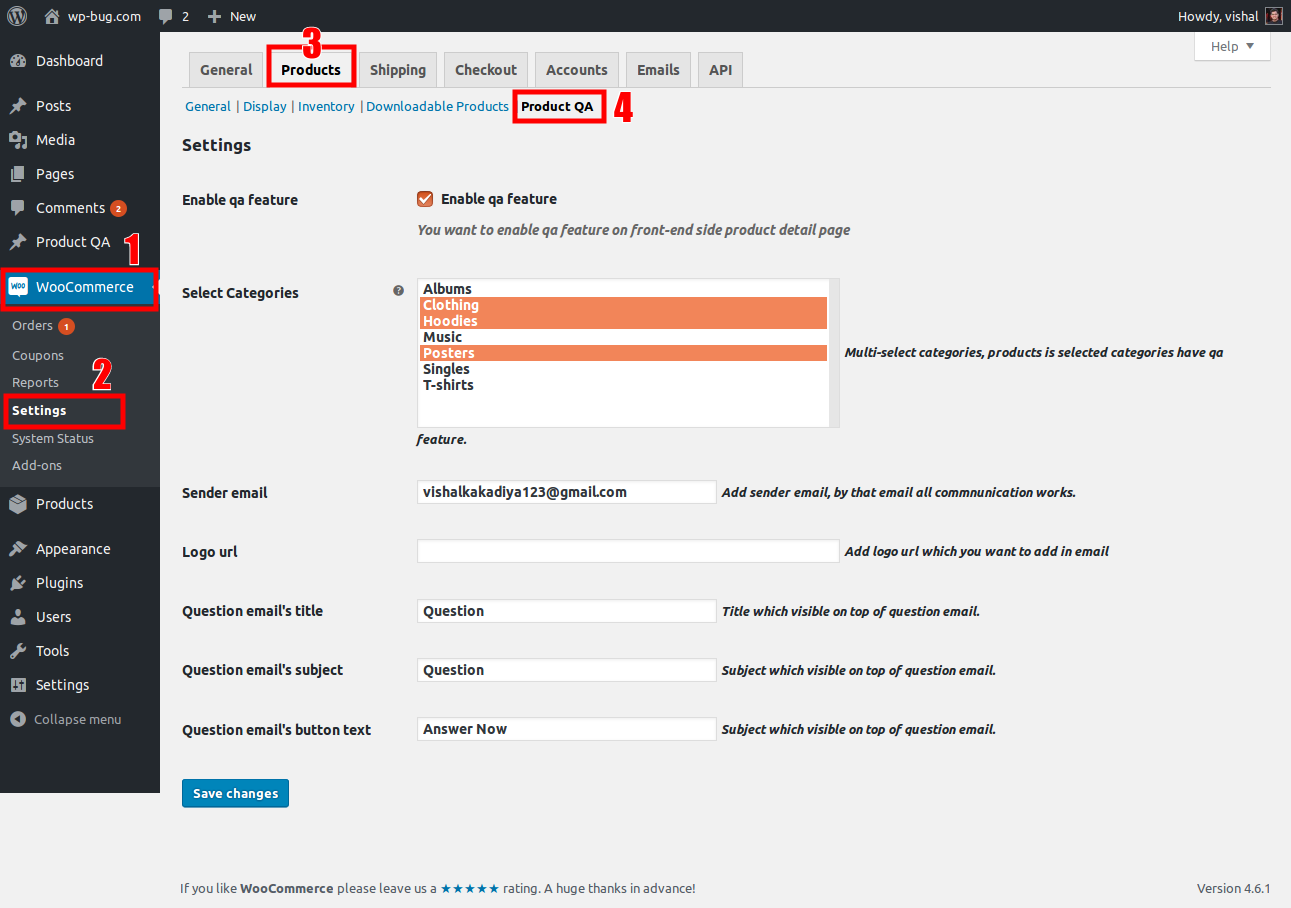 wp-bug.com 2 New Howdy, vishal
Help
Dashboard
Posts
Media
Pages
Comments 2
Product QA 1
WOO WooCommerce
Orders 1
Coupons
Reports 2
Settings
System Status
Add-ons
Products
Appearance
Plugins
Users
Tools
Settings
Collapse menu
3
General Products Shipping Checkout Accounts Emails API
General | Display | Inventory | Downloadable Products Product QA 4
Settings
Enable qa feature Enable qa feature
You want to enable qa feature on front-end side product detail page
Select Categories ?
Albums
Clothing
Hoodies
Music
Posters
Singles
T-shirts
Multi-select categories, products is selected categories have qa
feature.
Sender email vishalkakadiya123@gmail.com Add sender email, by that email all commnunication works.
Logo url Add logo url which you want to add in email
Question email's title Question Title which visible on top of question email.
Question email's subject Question Subject which visible on top of question email.
Question email's button text Answer Now Subject which visible on top of question email.
Save changes
If you like WooCommerce please leave us a ★★★★★ rating. A huge thanks in advance! Version 4.6.1